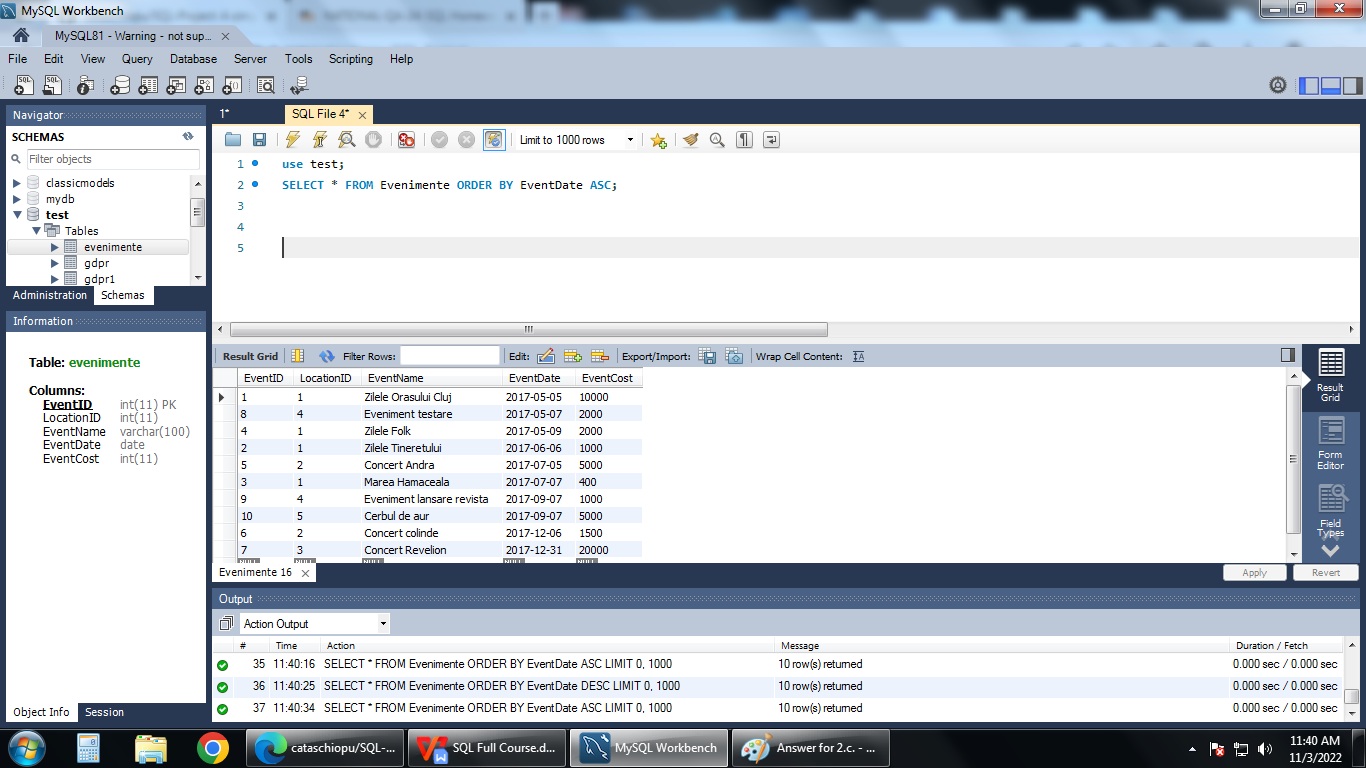 MySQL Workbench
MySQL81 - Warning - not sup...
File Edit View Query Database Server Tools Scripting Help
Navigator
SCHEMAS
Filter objects
classicmodels
mydb
test
Tables
evenimente
gdpr
gdpr1
Administration Schemas
Information
Table: evenimente
Columns:
EventID int(11) PK
LocationID int(11)
EventName varchar(100)
EventDate date
EventCost int(11)
Object Info Session
1* SQL File 4*
Limit to 1000 rows
1 use test;
2 SELECT * FROM Evenimente ORDER BY EventDate ASC;
3
4
5
Result Grid Filter Rows: Edit: Export/Import: Wrap Cell Content:
EventID LocationID EventName EventDate EventCost
1 1 Zilele Orasului Cluj 2017-05-05 10000
8 4 Eveniment testare 2017-05-07 2000
4 1 Zilele Folk 2017-05-09 2000
2 1 Zilele Tineretului 2017-06-06 1000
5 2 Concert Andra 2017-07-05 5000
3 1 Marea Hamaceala 2017-07-07 400
9 4 Eveniment lansare revista 2017-09-07 1000
10 5 Cerbul de aur 2017-09-07 5000
6 2 Concert colinde 2017-12-06 1500
7 3 Concert Revelion 2017-12-31 20000
Result
Grid
Form
Editor
Field
Types
Evenimente 16
Apply Revert
Output
Action Output
# Time Action Message Duration / Fetch
35 11:40:16 SELECT * FROM Evenimente ORDER BY EventDate ASC LIMIT 0, 1000 10 row(s) returned 0.000 sec / 0.000 sec
36 11:40:25 SELECT * FROM Evenimente ORDER BY EventDate DESC LIMIT 0, 1000 10 row(s) returned 0.000 sec / 0.000 sec
37 11:40:34 SELECT * FROM Evenimente ORDER BY EventDate ASC LIMIT 0, 1000 10 row(s) returned 0.000 sec / 0.000 sec
cataschiopu/SQL-... SQL Full Course.d... MySQL Workbench Answer for 2.c. - ...
11:40 AM
11/3/2022